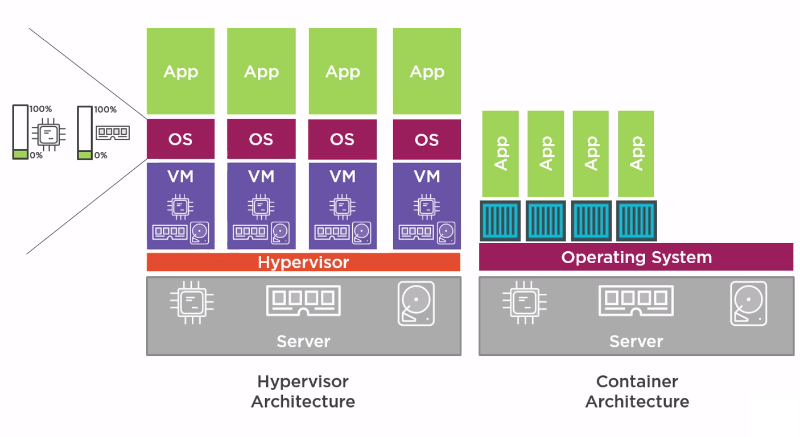 App App App App
100% 100%
OS OS OS OS
App App App App
0% 0%
VM VM VM VM
Hypervisor
Operating System
Server
Server
Hypervisor
Architecture
Container
Architecture